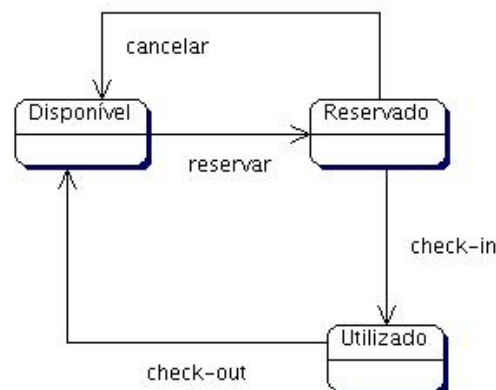 cancelar
Disponível
Reservado
reservar
check-in
Utilizado
check-out